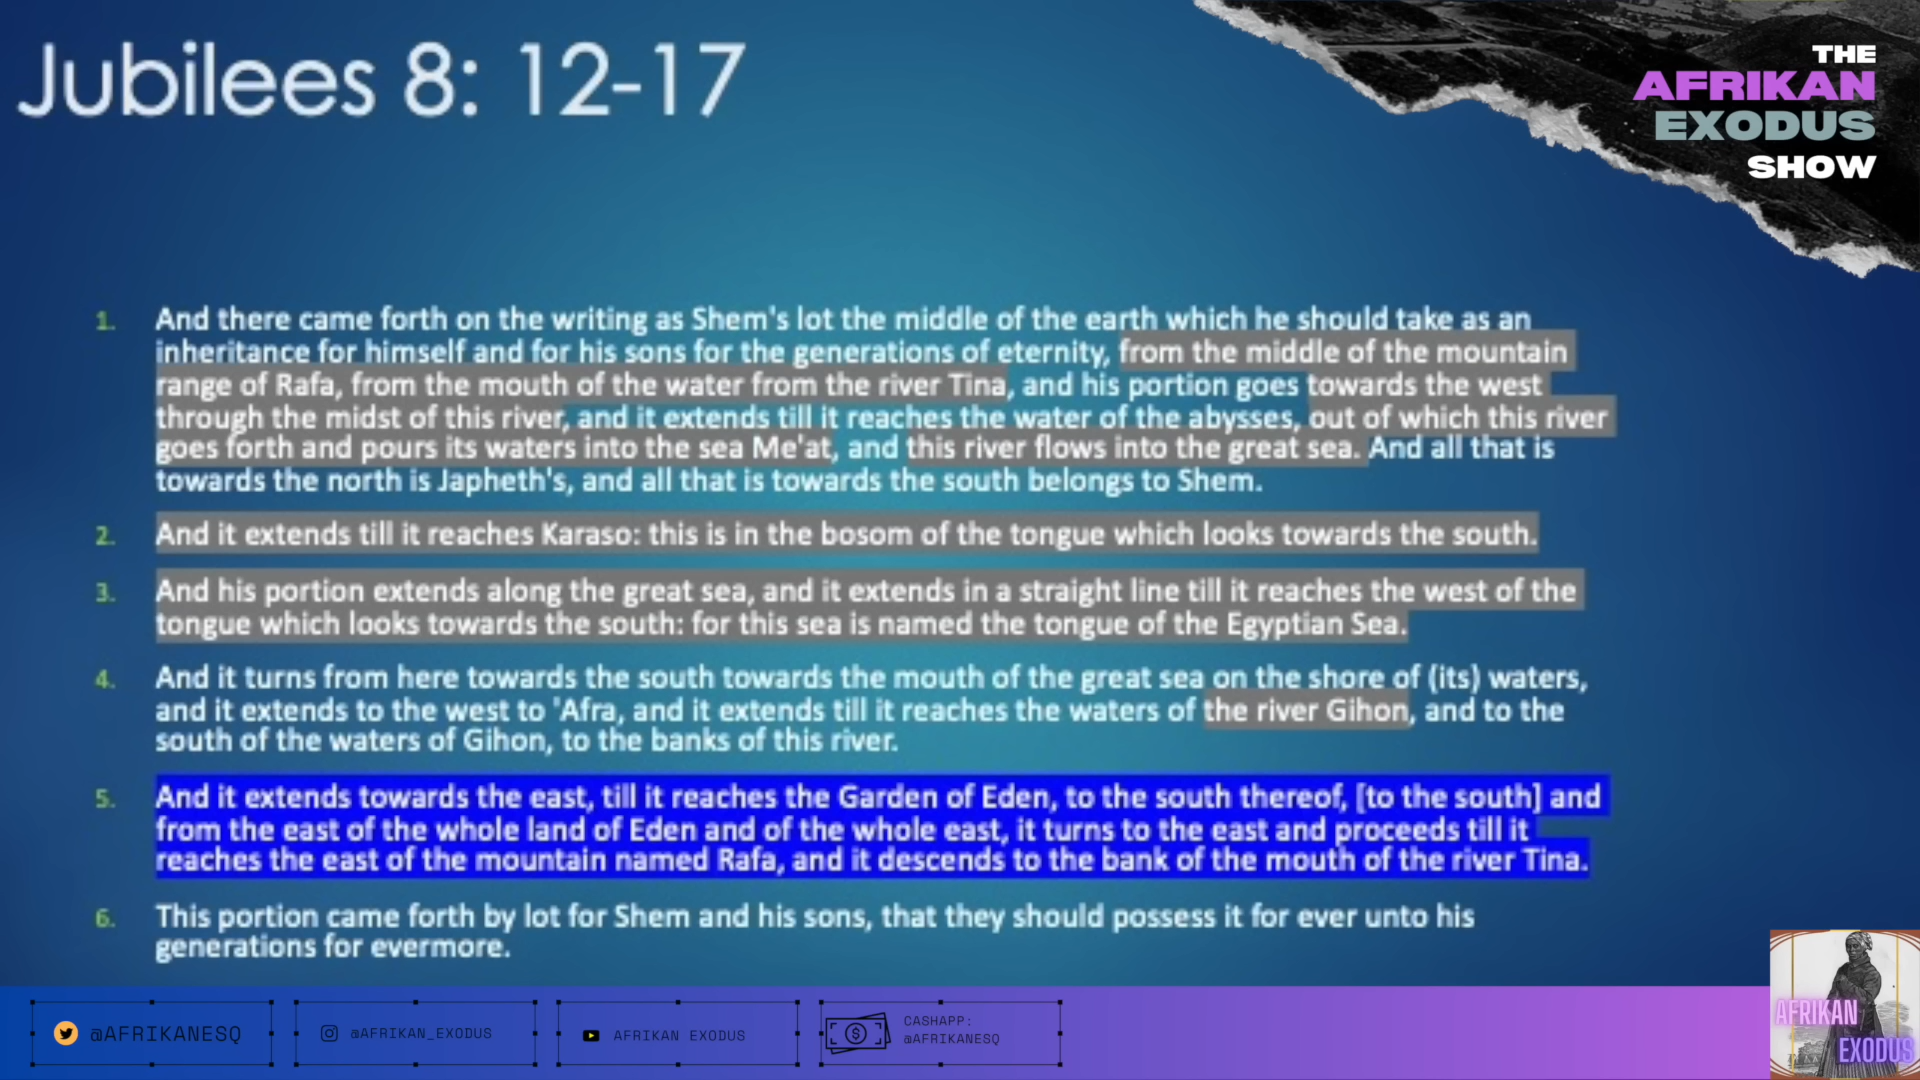 Jubilees 8: 12-17
THE
AFRIKAN
EXODUS
SHOW
1. And there came forth on the writing as Shem's lot the middle of the earth which he should take as an
inheritance for himself and for his sons for the generations of eternity, from the middle of the mountain
range of Rafa, from the mouth of the water from the river Tina, and his portion goes towards the west
through the midst of this river, and it extends till it reaches the water of the abysses, out of which this river
goes forth and pours its waters into the sea Me'at, and this river flows into the great sea. And all that is
towards the north is Japheth's, and all that is towards the south belongs to Shem.
2. And it extends till it reaches Karaso: this is in the bosom of the tongue which looks towards the south.
3. And his portion extends along the great sea, and it extends in a straight line till it reaches the west of the
tongue which looks towards the south: for this sea is named the tongue of the Egyptian Sea.
4. And it turns from here towards the south towards the mouth of the great sea on the shore of (its) waters,
and it extends to the west to 'Afra, and it extends till it reaches the waters of the river Gihon, and to the
south of the waters of Gihon, to the banks of this river.
5. And it extends towards the east, till it reaches the Garden of Eden, to the south thereof, [to the south] and
from the east of the whole land of Eden and of the whole east, it turns to the east and proceeds till it
reaches the east of the mountain named Rafa, and it descends to the bank of the mouth of the river Tina.
6. This portion came forth by lot for Shem and his sons, that they should possess it for ever unto his
generations for evermore.
@AFRIKANESQ
@AFRIKAN_EXODUS
AFRIKAN EXODUS
CASHAPP:
@AFRIKANESQ
AFRIKAN
EXODUS